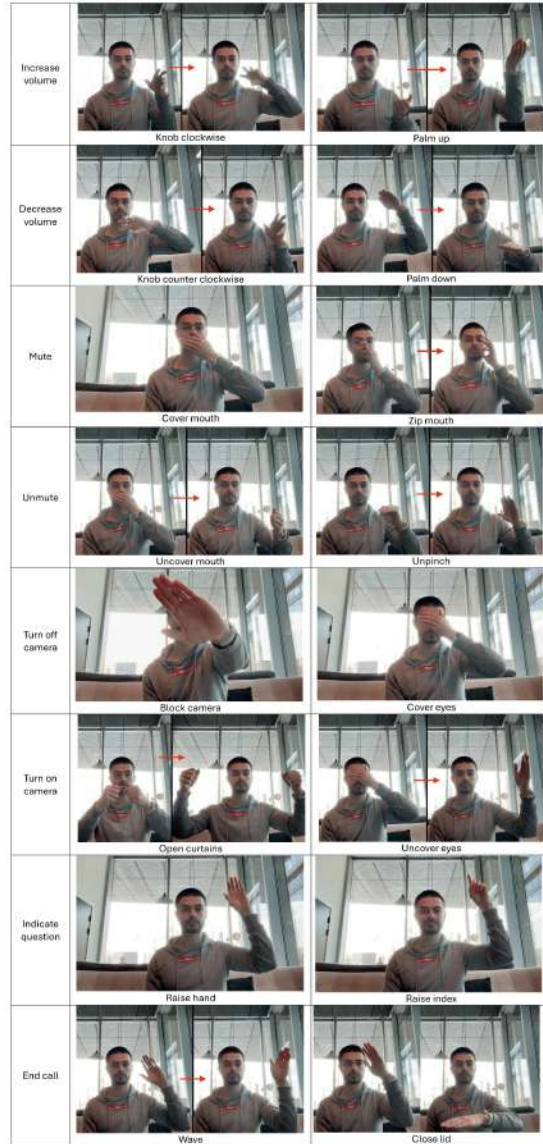 Increase
volume
Knob clockwise
Palm up
Decrease
volume
Knob counter clockwise
Palm down
Mute
Cover mouth
Zip mouth
Unmute
Uncover mouth
Unpinch
Turn off
camera
Block camera
Cover eyes
Turn on
camera
Open curtains
Uncover eyes
Indicate
question
Raise hand
Raise index
End call
Wave
Close lid